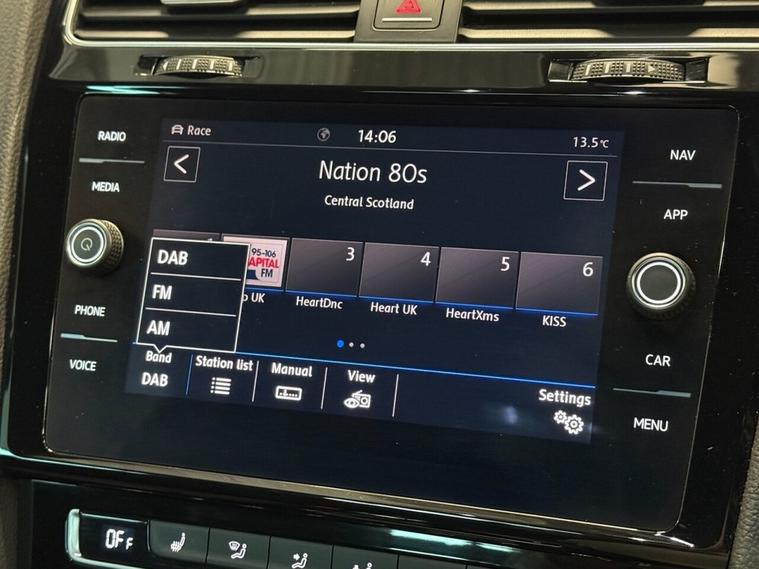 RADIO
MEDIA
PHONE
VOICE
NAV
APP
CAR
MENU
Race
14:06
13.5°C
<
Nation 80s
>
Central Scotland
DAB
FM
AM
95-106
APITAL
FM
3
4
5
6
UK
HeartDnc
Heart UK
HeartXms
KISS
Band
DAB
Station list
Manual
View
Settings
OFF